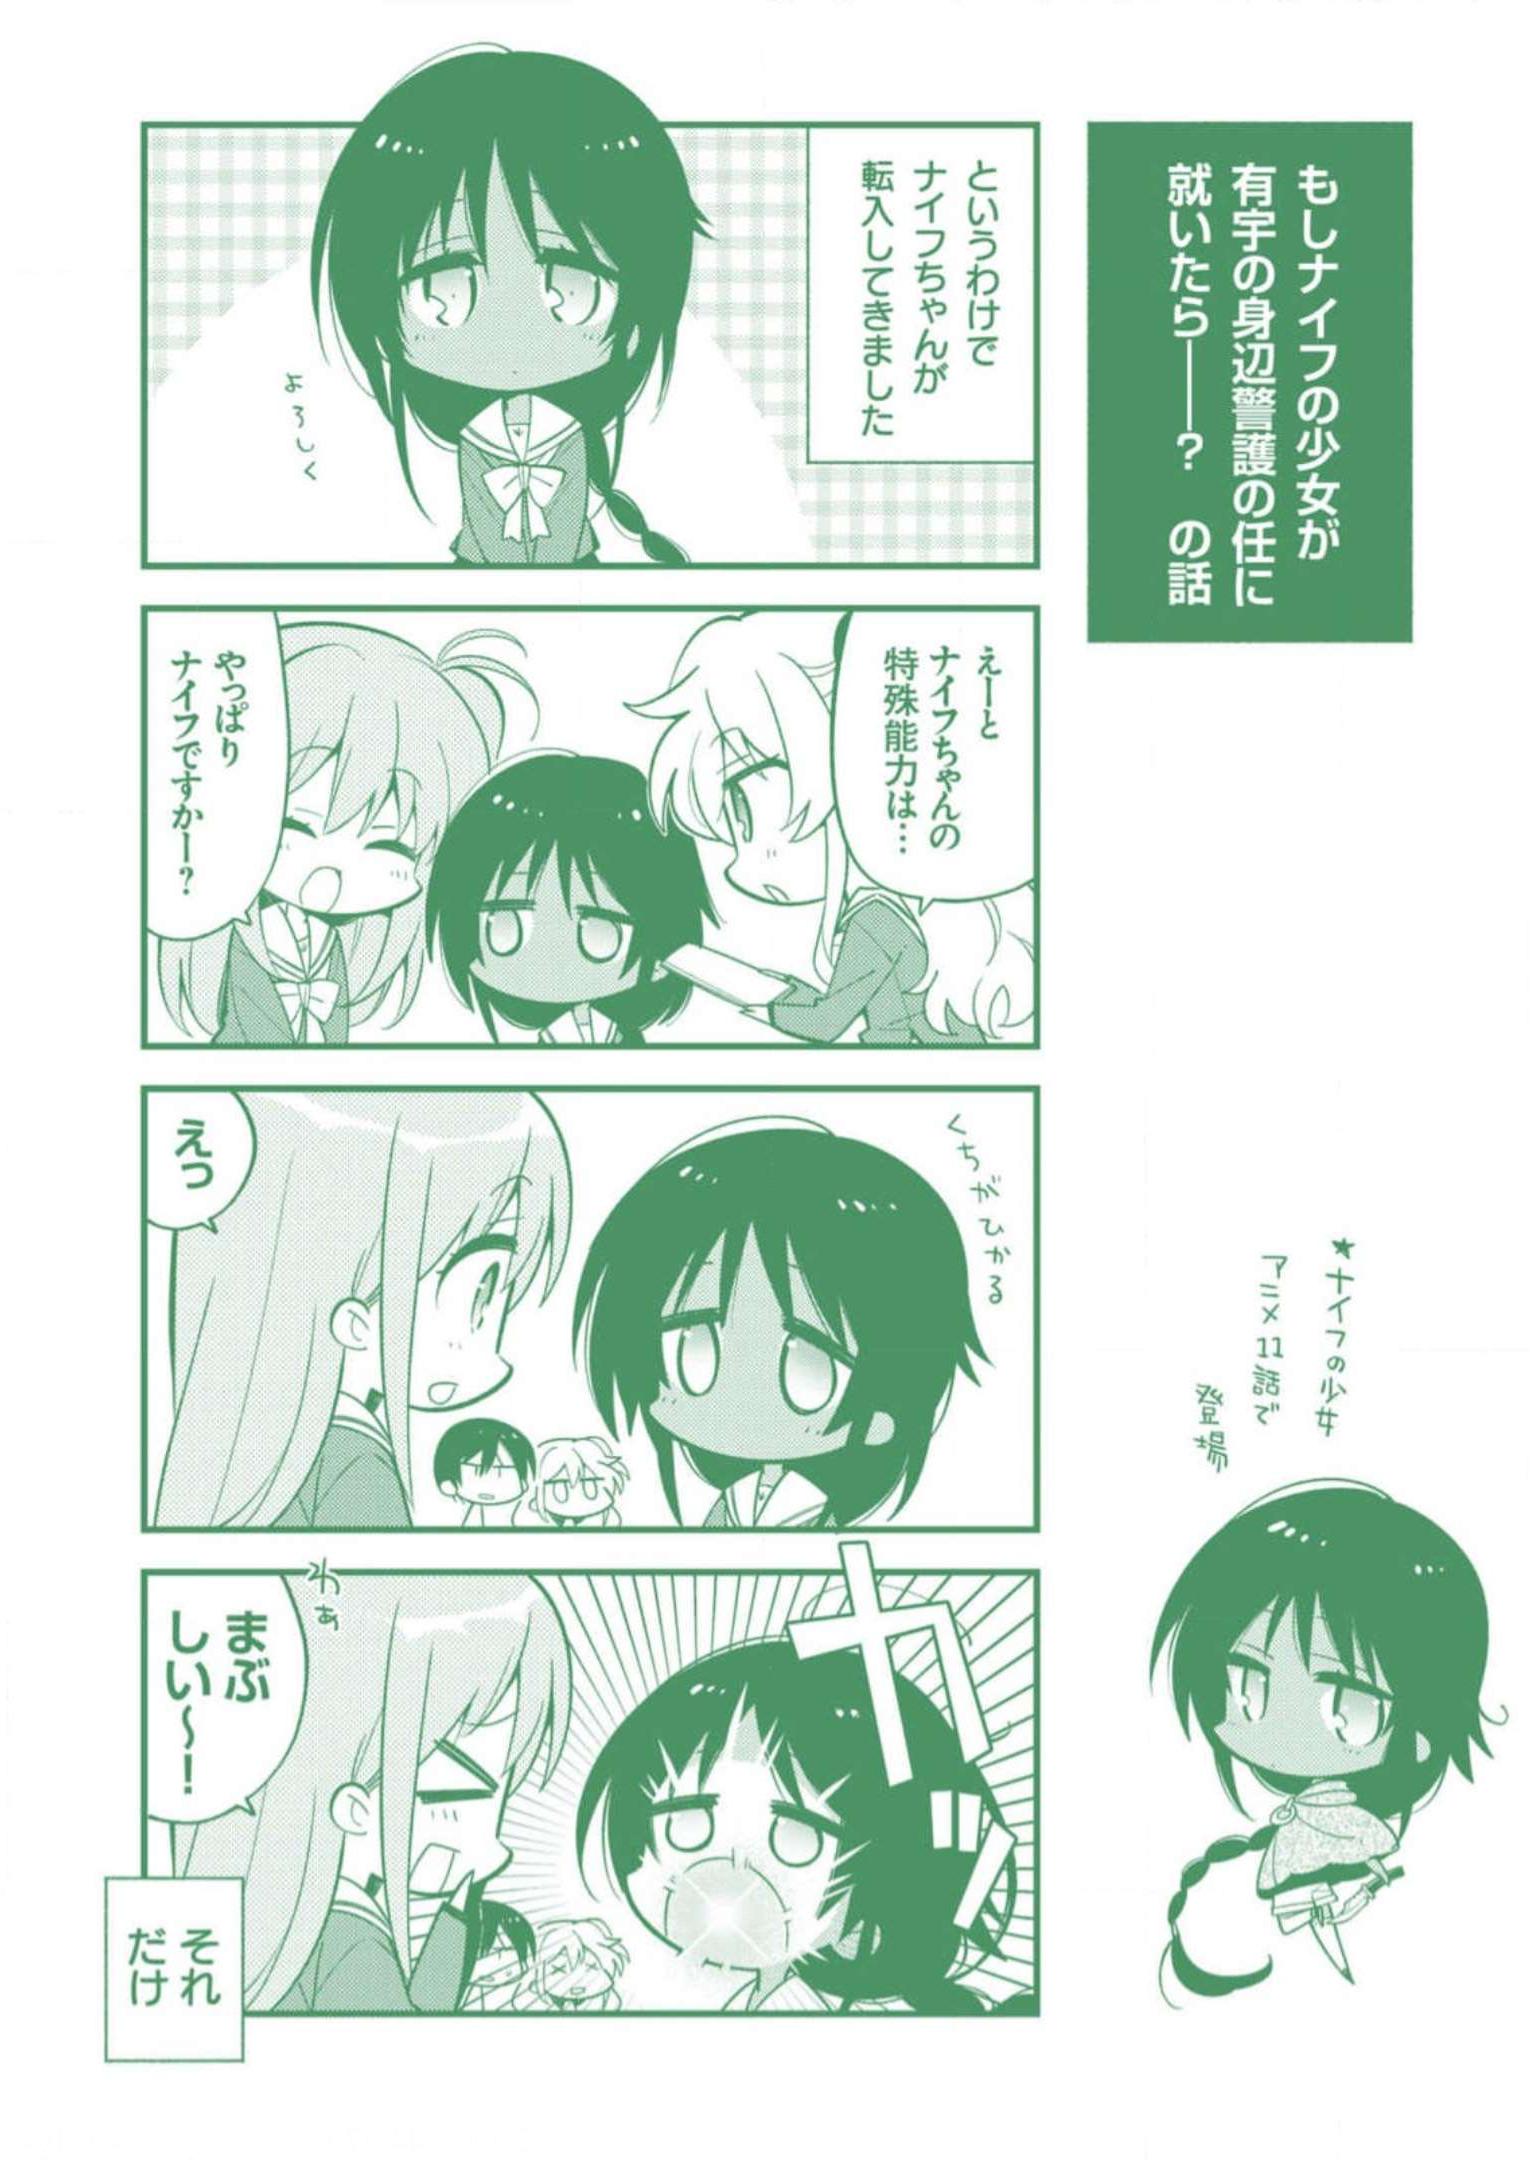 もしナイフの少女が
有宇の身辺警護の任に
就いたら――？　の話
というわけで
ナイフちゃんが
転入してきました
よろしく
えーと
ナイフちゃんの
特殊能力は…
やっぱり
ナイフですかー？
くちがひかる
えっ
カッ
わぁ
まぶ
しい～！
それ
だけ
★ナイフの少女
アニメ11話で
登場